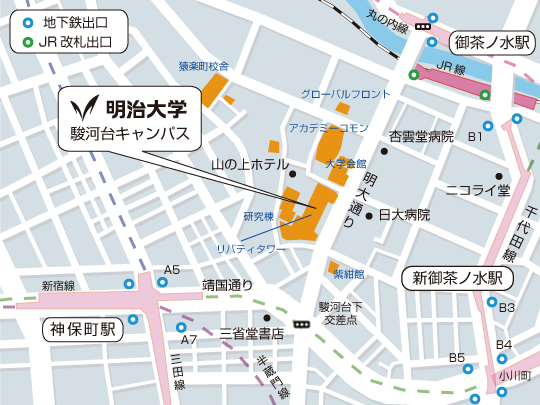 地下鉄出口
JR改札出口
丸の内線
御茶ノ水駅
JR線
猿楽町校舎
グローバルフロント
明治大学
駿河台キャンパス
アカデミーコモン
杏雲堂病院
B1
大学会館
山の上ホテル
明大通り
ニコライ堂
研究棟
日大病院
千代田線
リバティタワー
紫紺館
新御茶ノ水駅
A5
新宿線
靖国通り
駿河台下
交差点
B3
神保町駅
A7
三省堂書店
三田線
半蔵門線
B4
B5
小川町